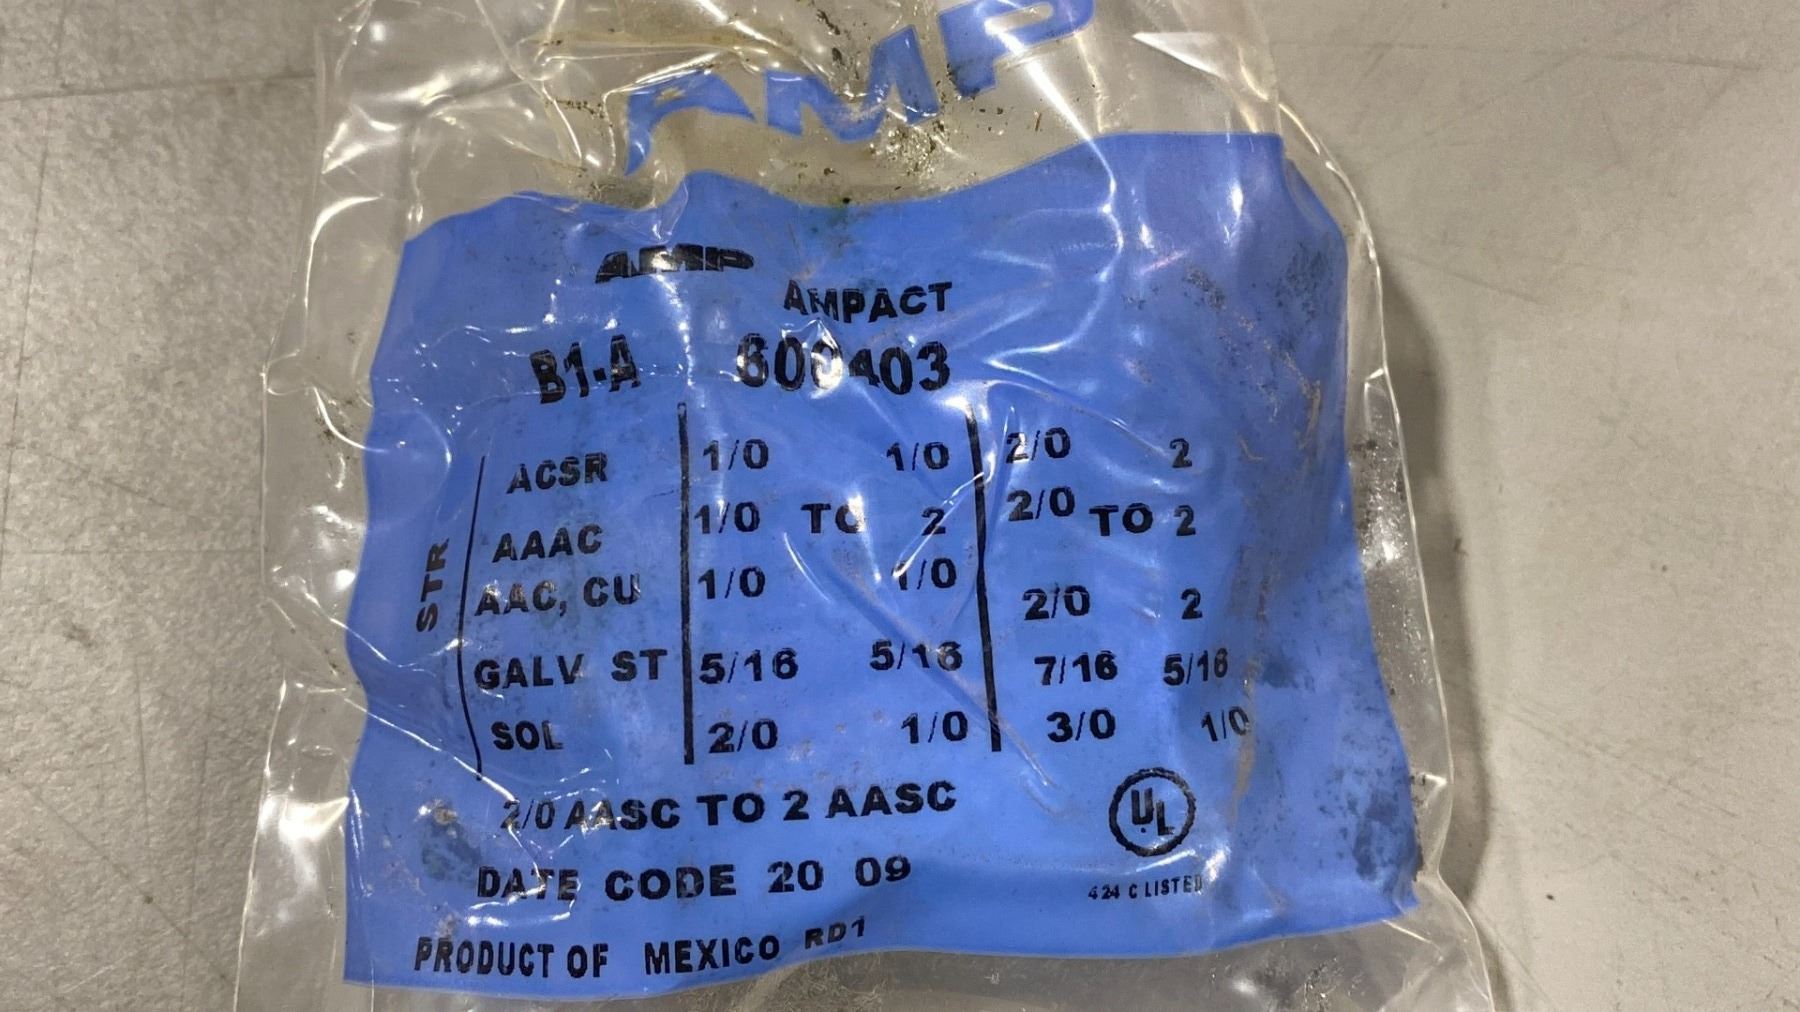 AMP
AMP
AMPACT
B1-A 600403
ACSR 1/0 1/0 2/0 2
AAAC 1/0 TO 2 2/0 TO 2
STR
AAC, CU 1/0 1/0 2/0 2
GALV ST 5/16 5/16 7/16 5/16
SOL 2/0 1/0 3/0 1/0
2/0 AASC TO 2 AASC
UL
DATE CODE 20 09
424 C LISTED
PRODUCT OF MEXICO RD1